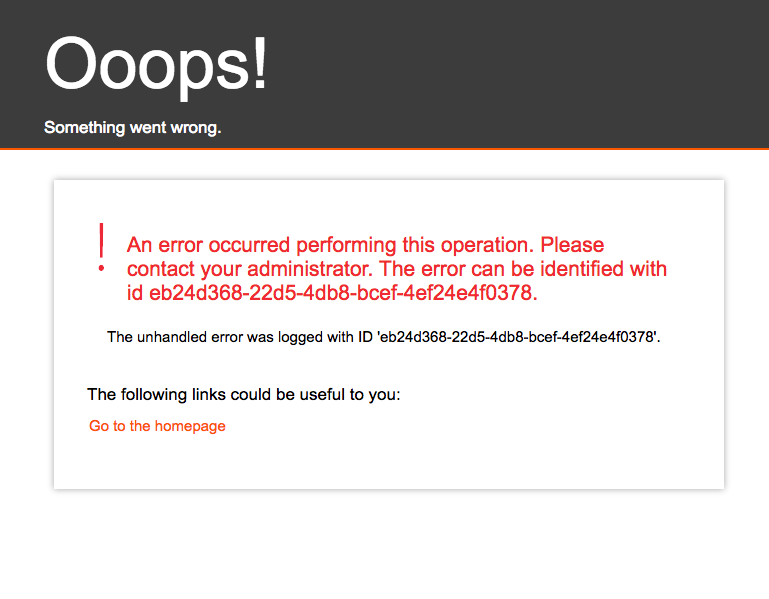 Ooops!
Something went wrong.
An error occurred performing this operation. Please
contact your administrator. The error can be identified with
id eb24d368-22d5-4db8-bcef-4ef24e4f0378.
The unhandled error was logged with ID 'eb24d368-22d5-4db8-bcef-4ef24e4f0378'.
The following links could be useful to you:
Go to the homepage